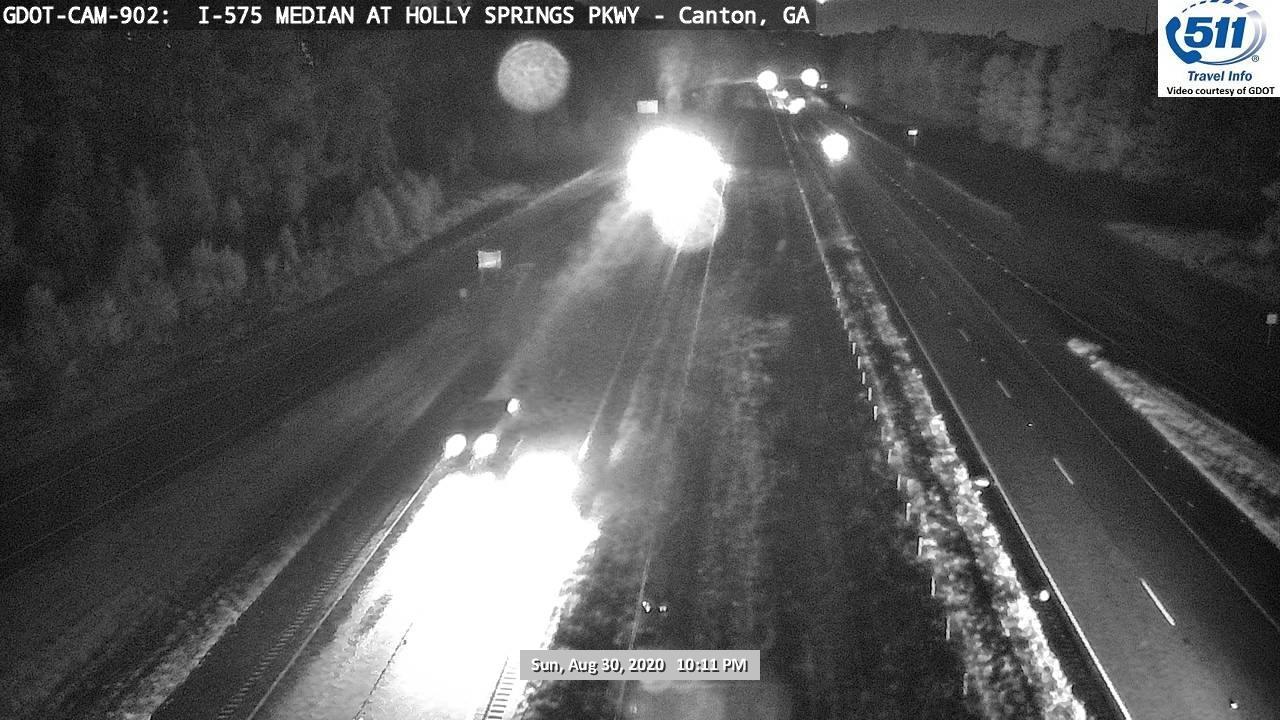 GDOT-CAM-902: I-575 MEDIAN AT HOLLY SPRINGS PKWY - Canton, GA
511
Travel Info
Video courtesy of GDOT
Sun, Aug 30, 2020 10:11 PM